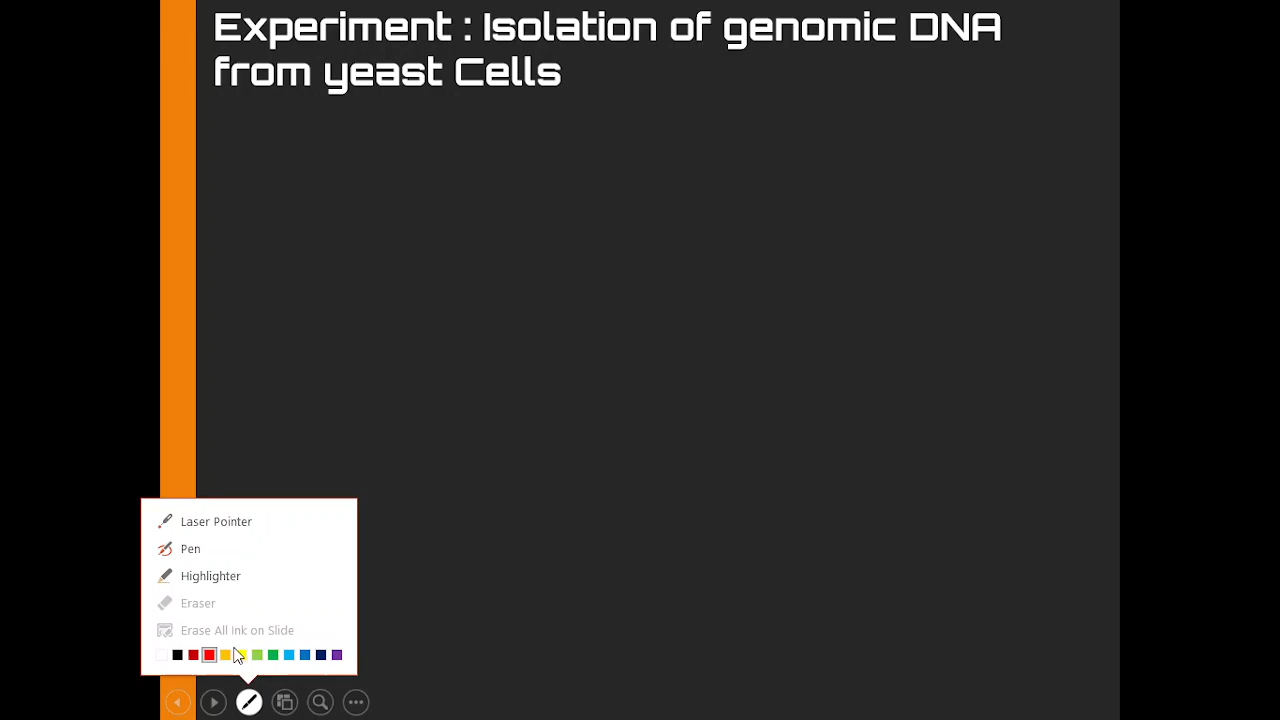 Experiment : Isolation of genomic DNA
from yeast Cells
Laser Pointer
Pen
Highlighter
Eraser
Erase All Ink on Slide